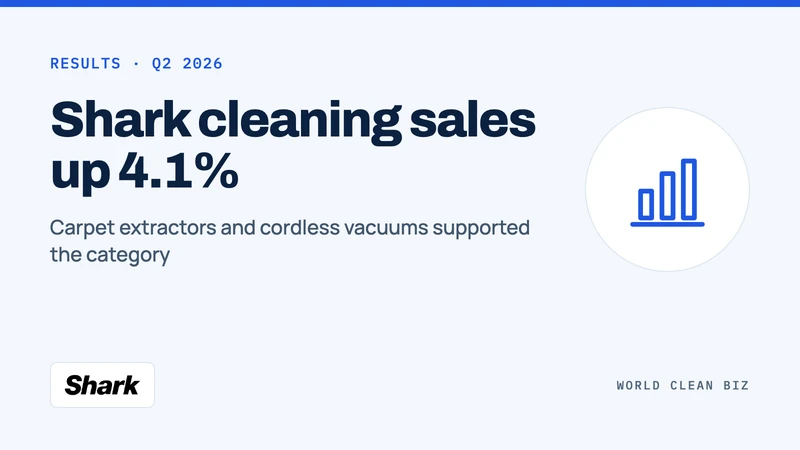 RESULTS · Q2 2026
Shark cleaning sales
up 4.1%
Carpet extractors and cordless vacuums supported
the category
Shark
WORLD CLEAN BIZ